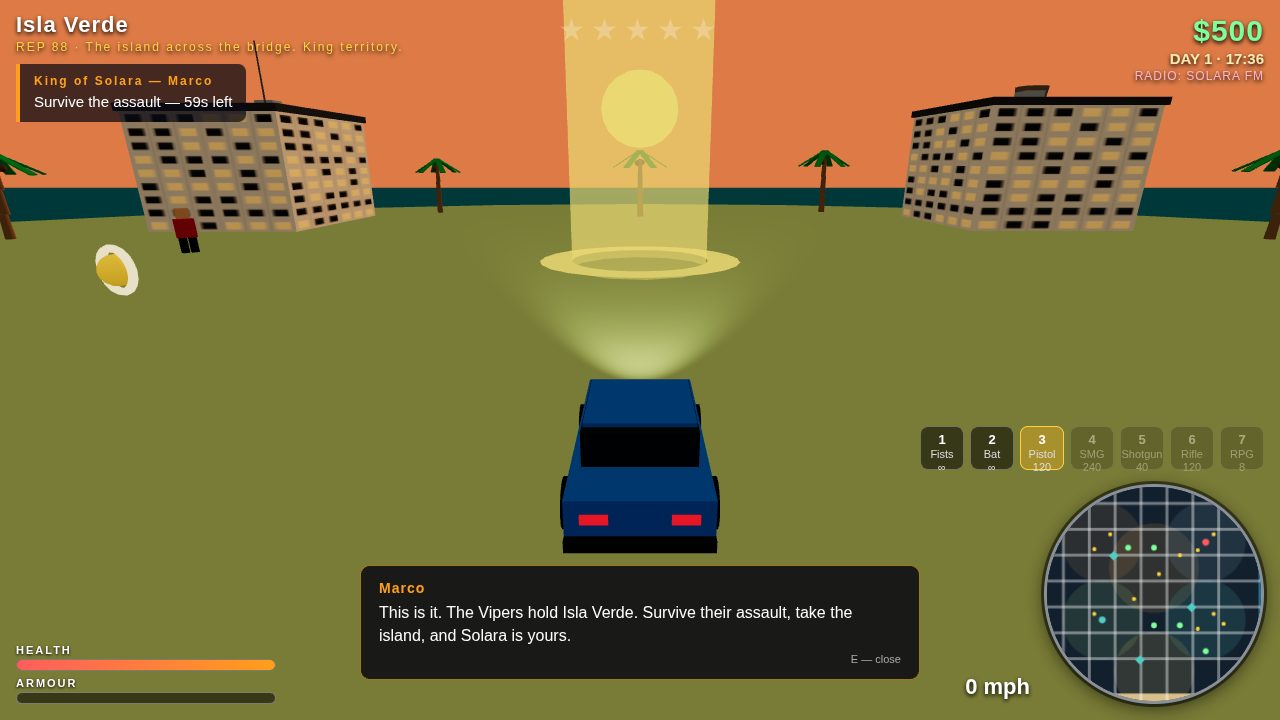 Isla Verde
REP 88 · The island across the bridge. King territory.
King of Solara — Marco
Survive the assault — 59s left
★ ★ ★ ★ ★
$500
DAY 1 · 17:36
RADIO: SOLARA FM
1 2 3 4 5 6 7
Fists Bat Pistol SMG Shotgun Rifle RPG
∞ ∞ 120 240 40 120 8
Marco
This is it. The Vipers hold Isla Verde. Survive their assault, take the
island, and Solara is yours.
E — close
HEALTH
ARMOUR
0 mph